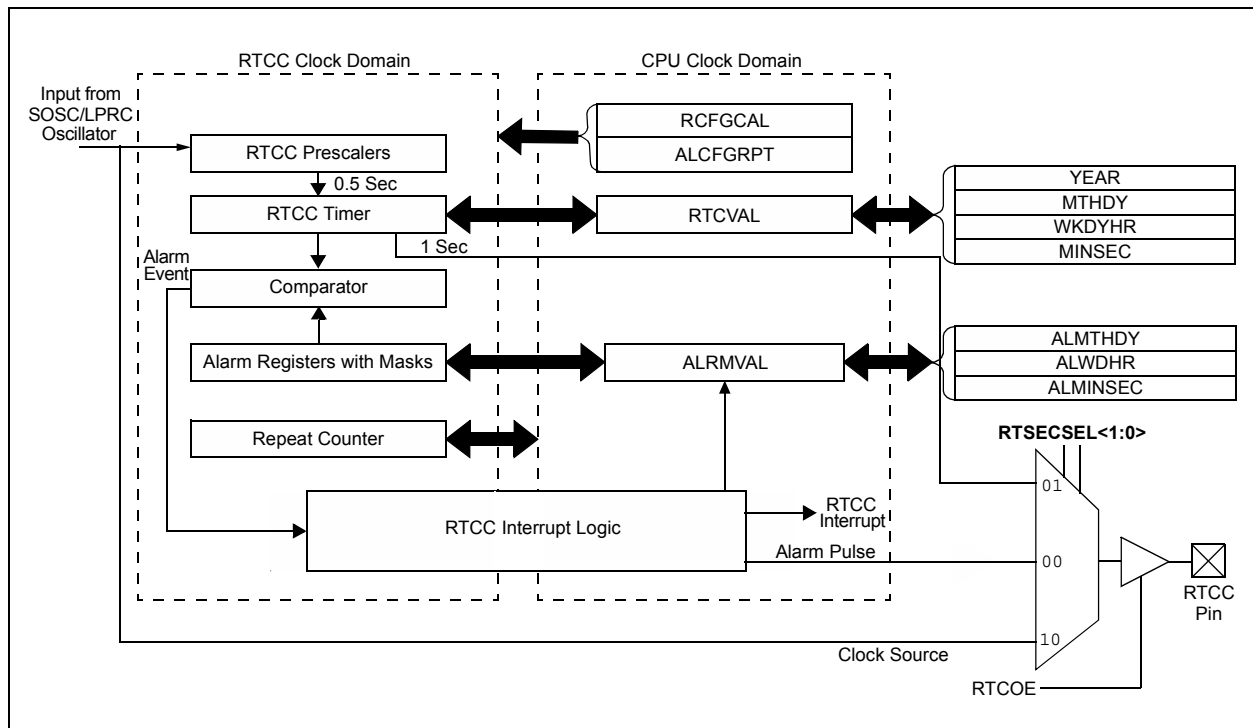 RTCC Clock Domain
CPU Clock Domain
Input from
SOSC/LPRC
Oscillator
RCFGCAL
ALCFGRPT
RTCC Prescalers
0.5 Sec
RTCC Timer
RTCVAL
YEAR
MTHDY
WKDYHR
MINSEC
1 Sec
Alarm
Event
Comparator
Alarm Registers with Masks
ALRMVAL
ALMTHDY
ALWDHR
ALMINSEC
Repeat Counter
RTSECSEL<1:0>
01
RTCC Interrupt Logic
RTCC
Interrupt
Alarm Pulse
00
RTCC
Pin
10
Clock Source
RTCOE